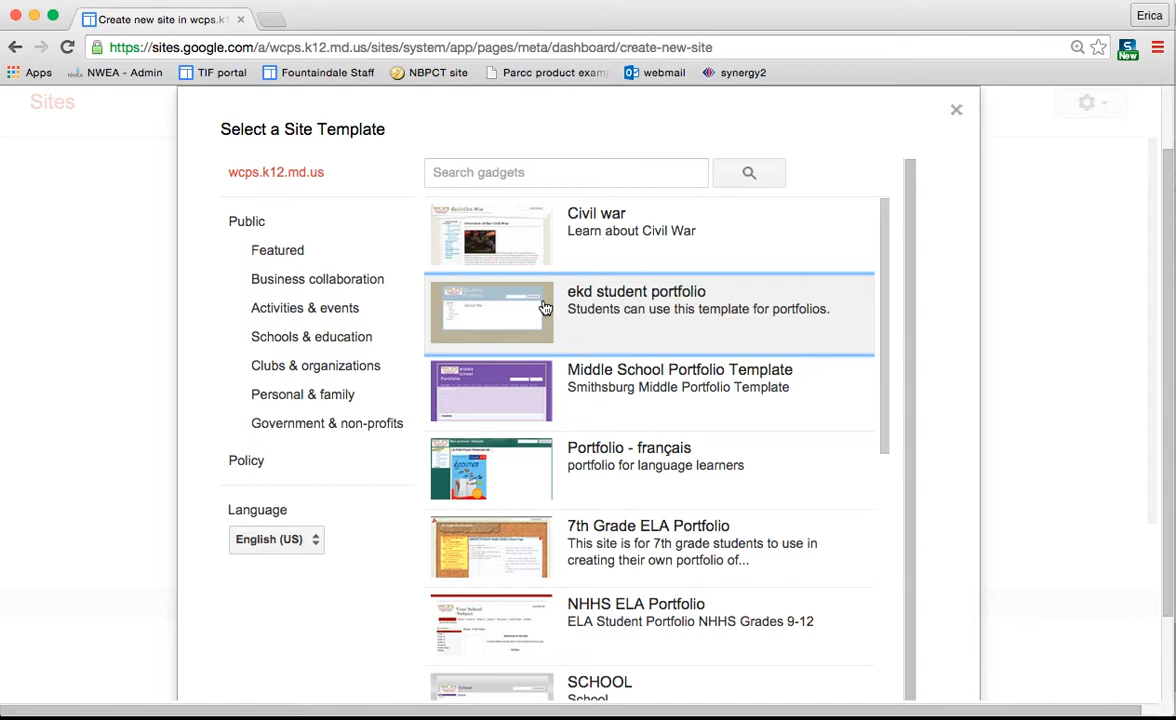 Create new site in wcps.k1
Erica
https://sites.google.com/a/wcps.k12.md.us/sites/system/app/pages/meta/dashboard/create-new-site
New
Apps
NWEA - Admin
TIF portal
Fountaindale Staff
NBPCT site
Parcc product exam
webmail
synergy2
Sites
Select a Site Template
wcps.k12.md.us
Search gadgets
Public
Featured
Business collaboration
Activities & events
Schools & education
Clubs & organizations
Personal & family
Government & non-profits
Policy
Language
English (US)
Civil war
Learn about Civil War
ekd student portfolio
Students can use this template for portfolios.
Middle School Portfolio Template
Smithsburg Middle Portfolio Template
Portfolio - français
portfolio for language learners
7th Grade ELA Portfolio
This site is for 7th grade students to use in
creating their own portfolio of...
NHHS ELA Portfolio
ELA Student Portfolio NHHS Grades 9-12
SCHOOL
School